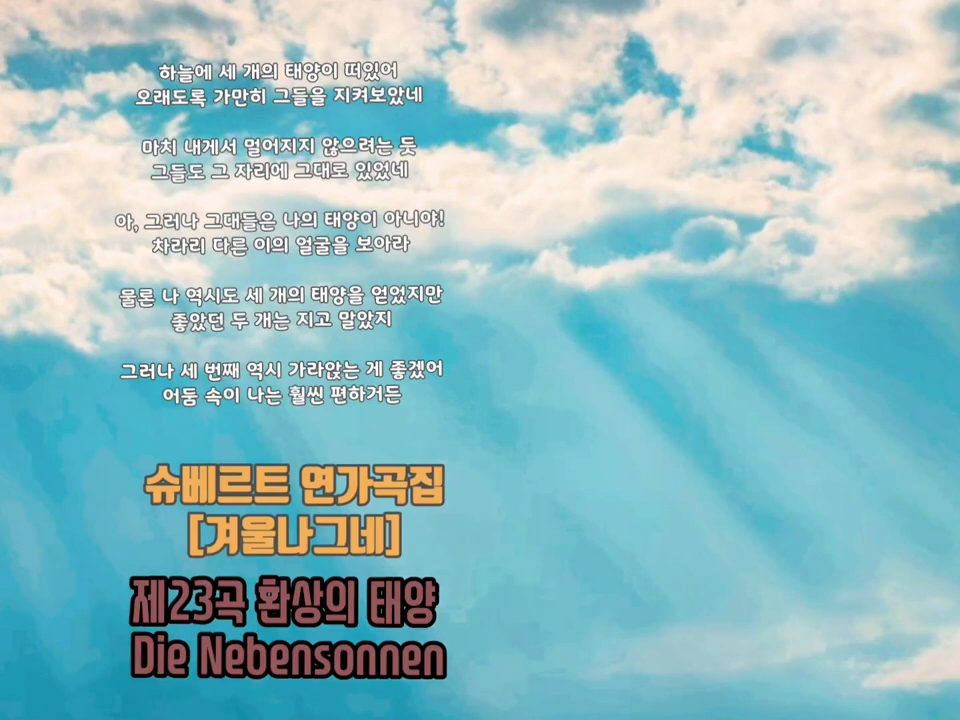 하늘에 세 개의 태양이 떠있어
오래도록 가만히 그들을 지켜보았네
마치 내게서 멀어지지 않으려는 듯
그들도 그 자리에 그대로 있었네
아, 그러나 그대들은 나의 태양이 아니야!
차라리 다른 이의 얼굴을 보아라
물론 나 역시도 세 개의 태양을 얻었지만
좋았던 두 개는 지고 말았지
그러나 세 번째 역시 가라앉는 게 좋겠어
어둠 속이 나는 훨씬 편하거든
슈베르트 연가곡집
[겨울나그네]
제23곡 환상의 태양
Die Nebensonnen